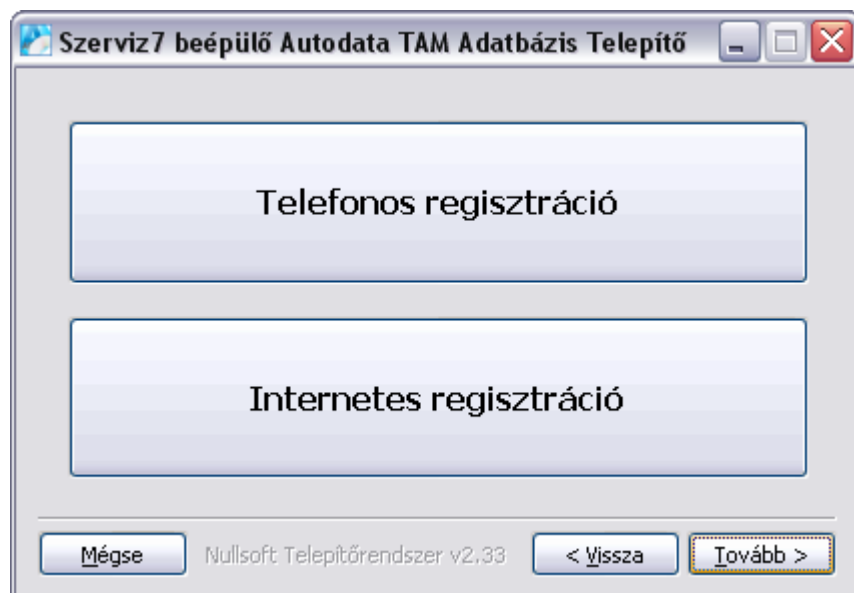 Szerviz7 beépülő Autodata TAM Adatbázis Telepítő
Telefonos regisztráció
Internetes regisztráció
Mégse Nullsoft Telepítőrendszer v2.33 < Vissza Tovább >